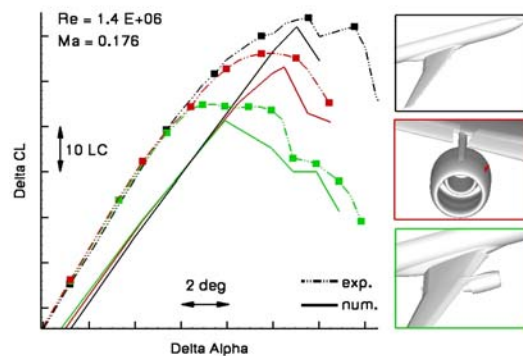 Re = 1.4 E+06
Ma = 0.176
Delta CL
10 LC
2 deg
exp.
num.
Delta Alpha